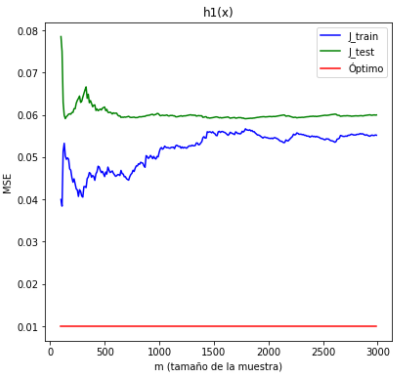 h1(x)
J_train
J_test
Óptimo
MSE
0.08
0.07
0.06
0.05
0.04
0.03
0.02
0.01
0 500 1000 1500 2000 2500 3000
m (tamaño de la muestra)